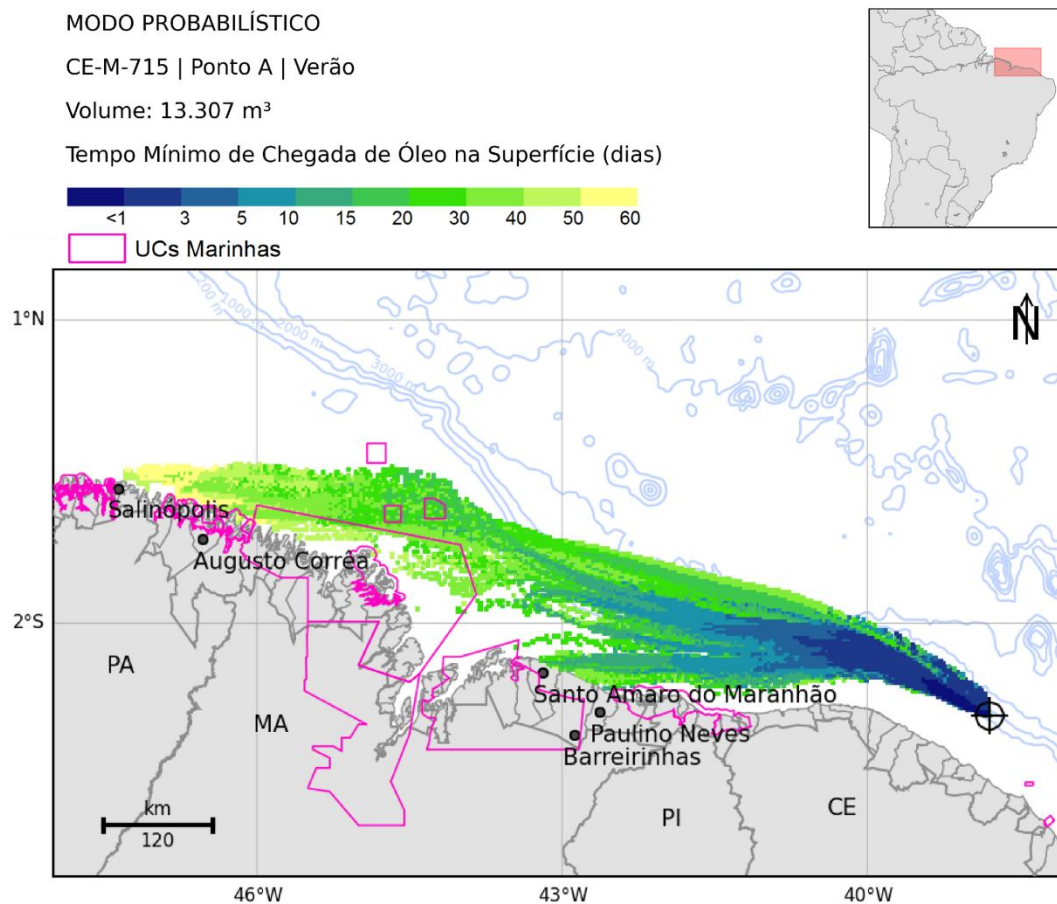 MODO PROBABILÍSTICO
CE-M-715 | Ponto A | Verão
Volume: 13.307 m³
Tempo Mínimo de Chegada de Óleo na Superfície (dias)
<1 3 5 10 15 20 30 40 50 60
UCs Marinhas
200 m
1000 m
2000 m
3000 m
4000 m
N
1°N
Salinópolis
Augusto Corrêa
2°S
PA
Santo Amaro do Maranhão
MA
Paulino Neves
Barreirinhas
km
120
PI
CE
46°W 43°W 40°W